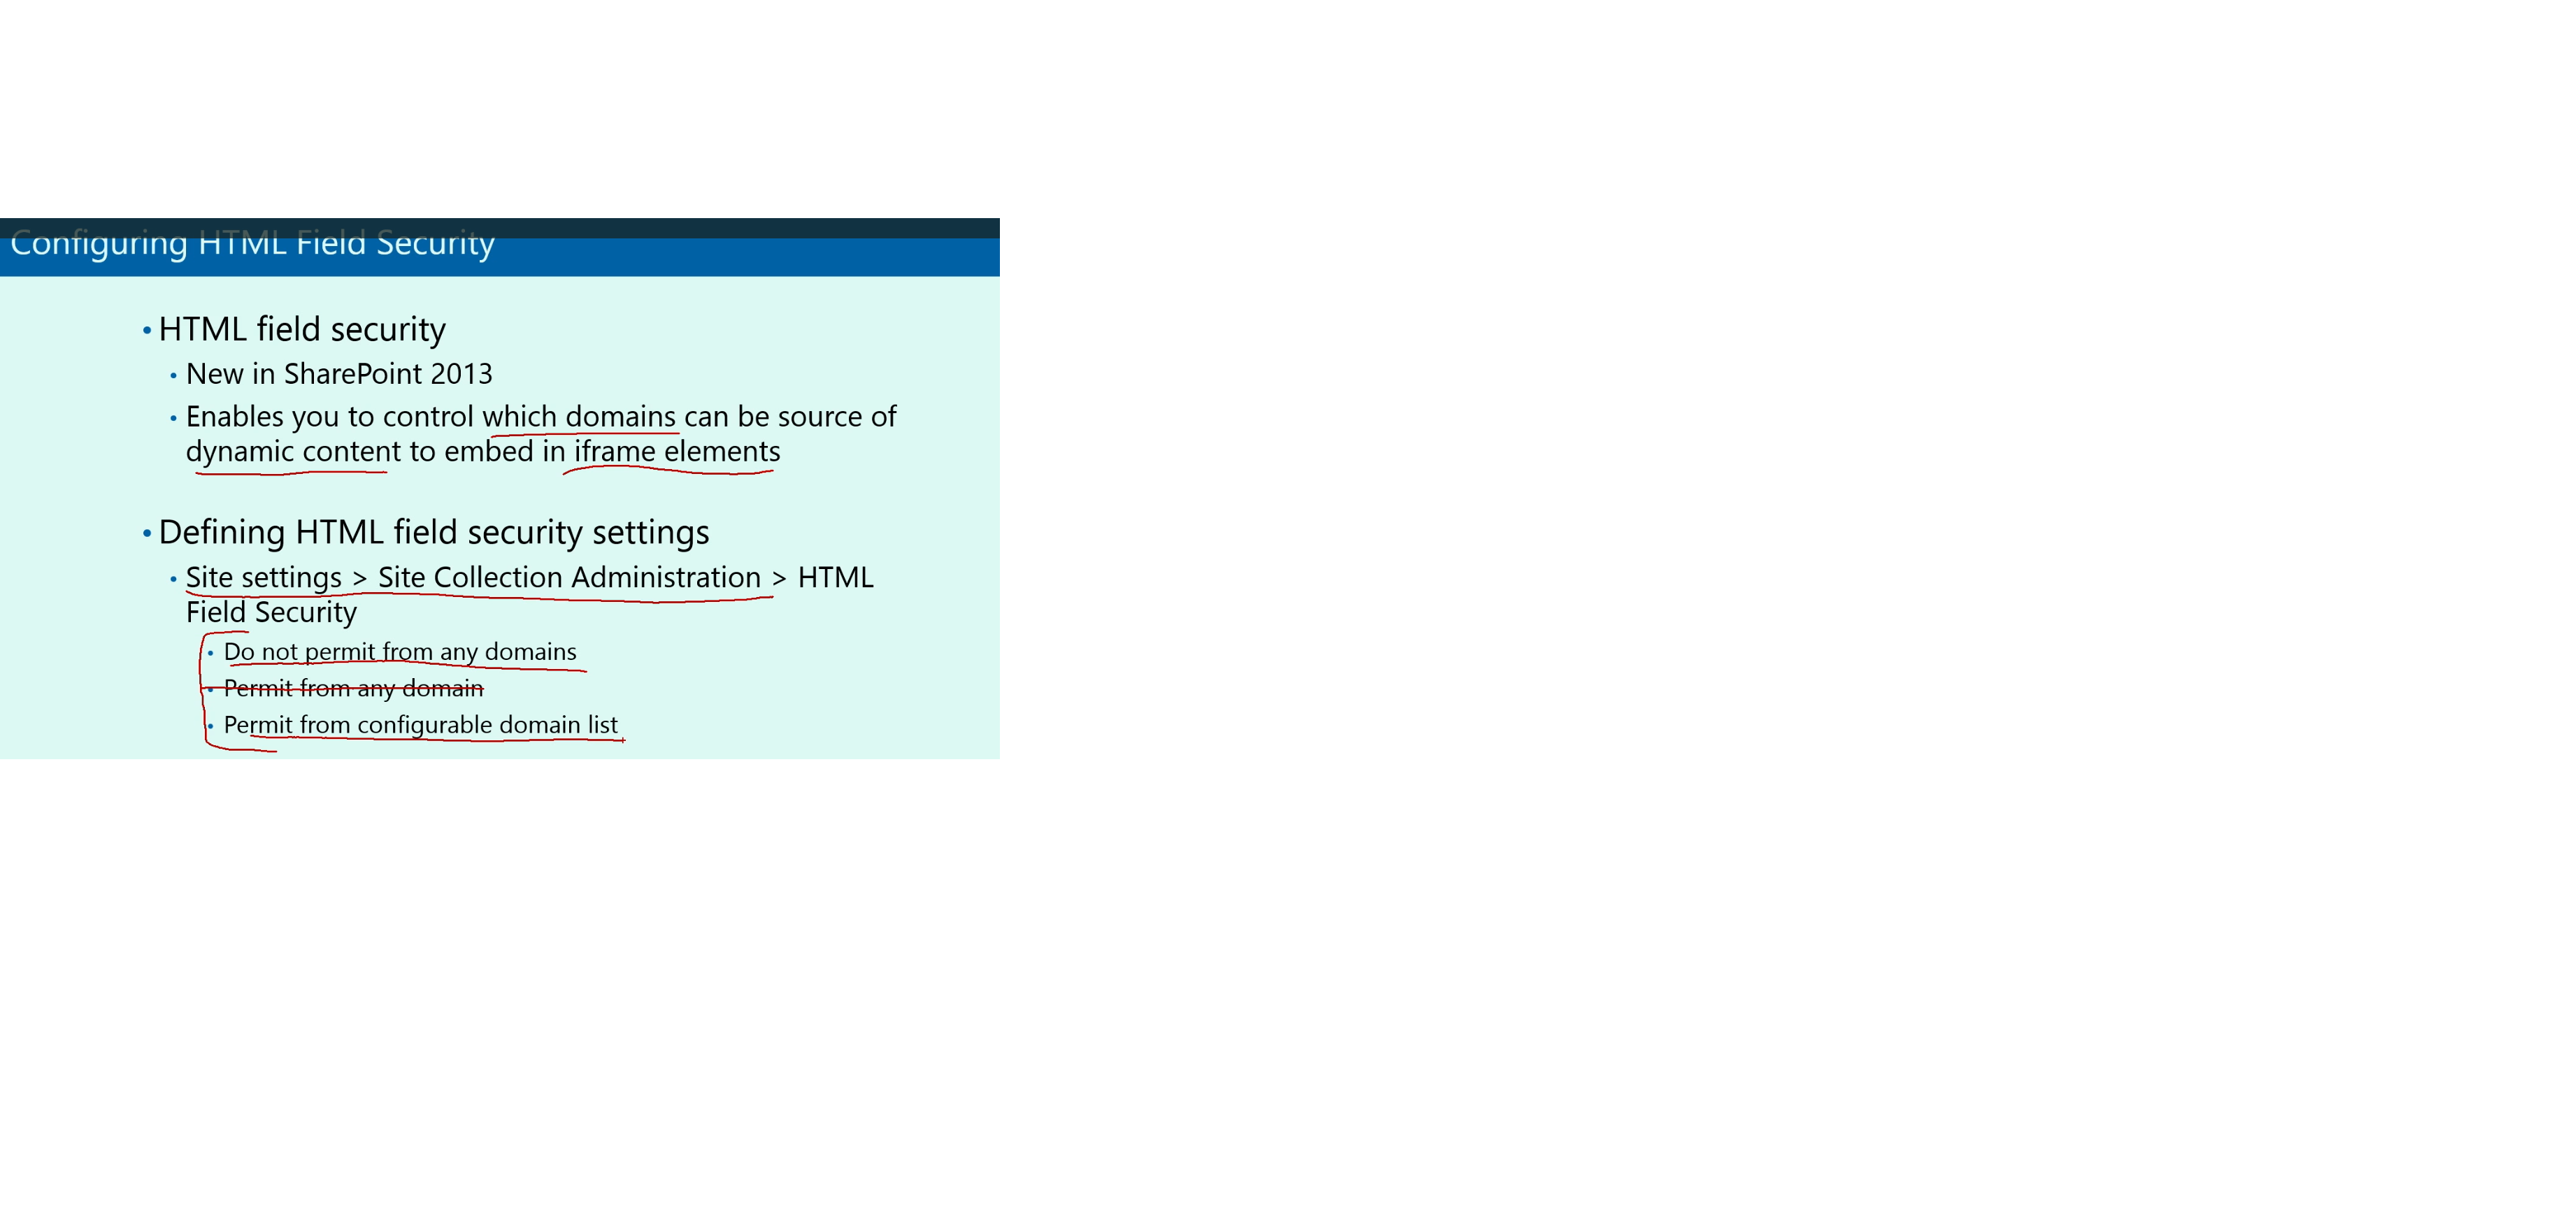 Configuring HTML Field Security
• HTML field security
• New in SharePoint 2013
• Enables you to control which domains can be source of
dynamic content to embed in iframe elements
• Defining HTML field security settings
• Site settings > Site Collection Administration > HTML
Field Security
• Do not permit from any domains
• Permit from any domain
• Permit from configurable domain list